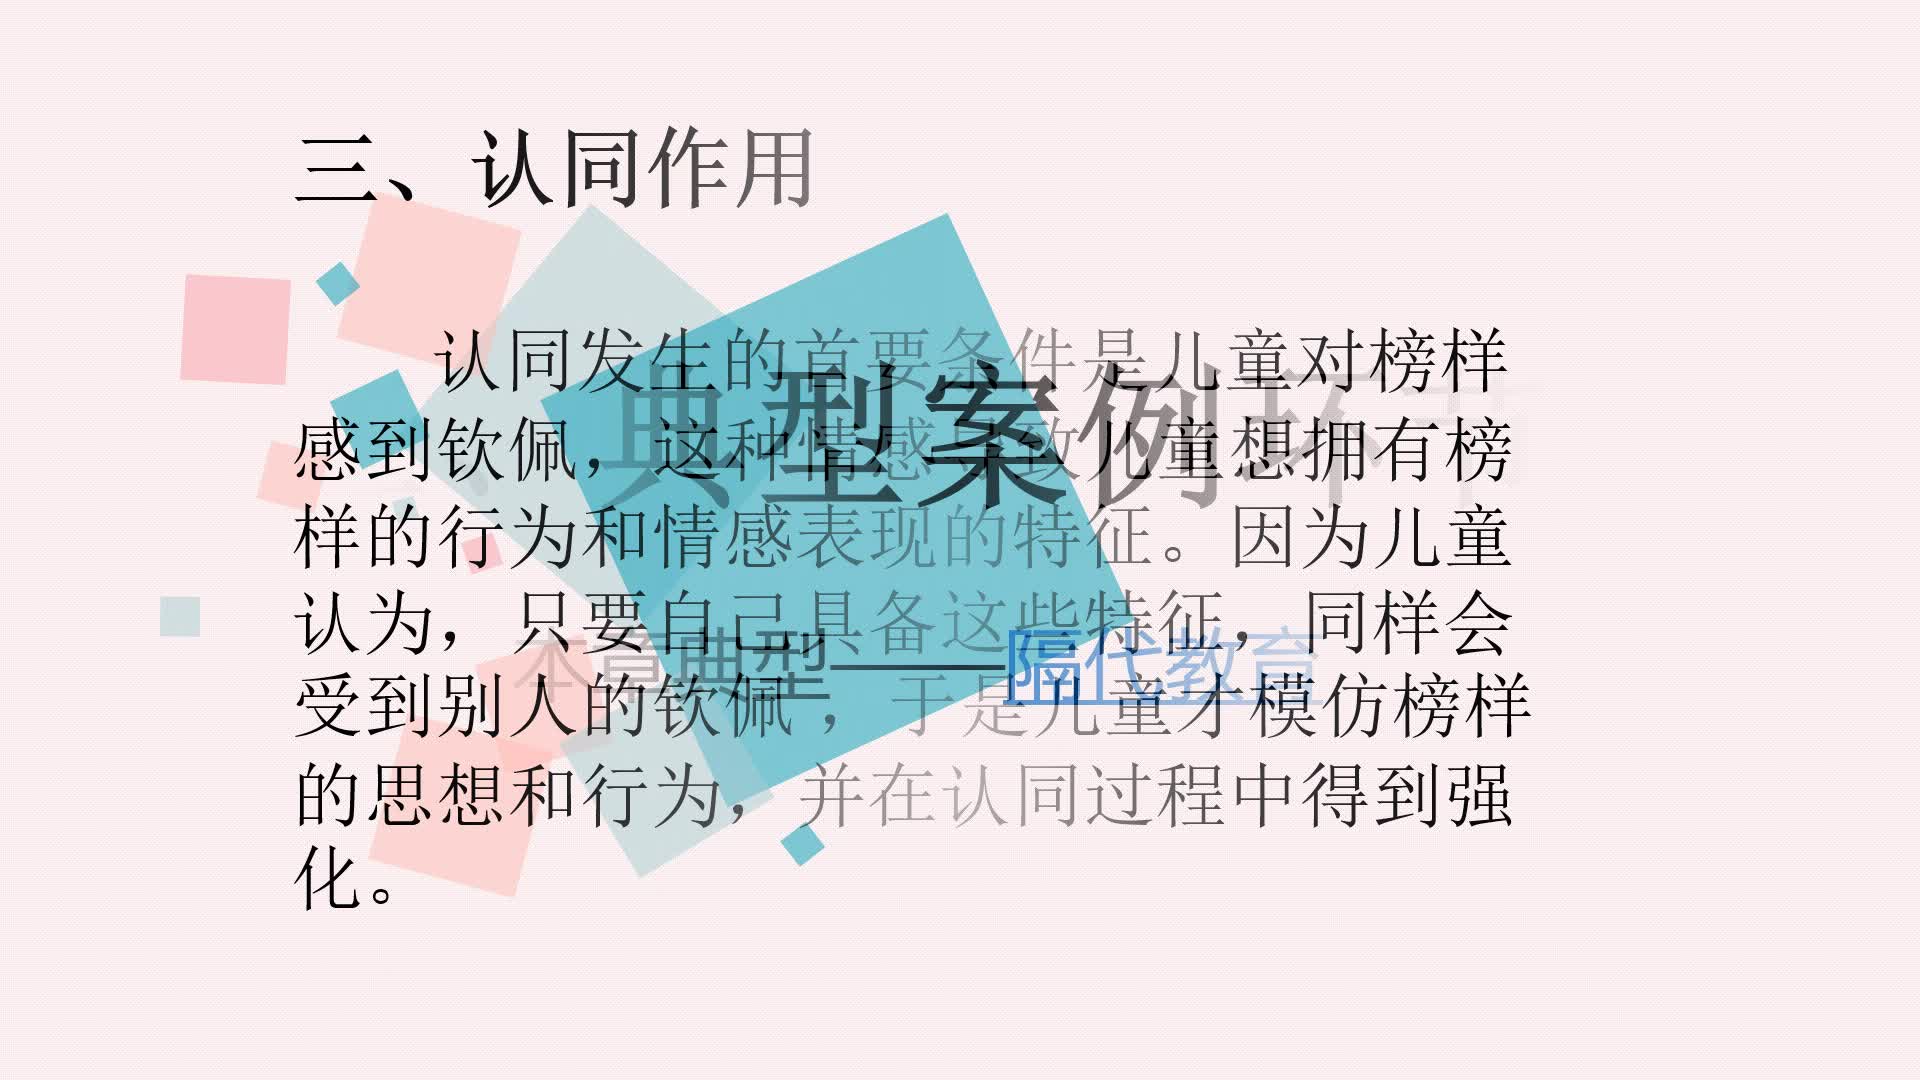 三、认同作用
认同发生的首要条件是儿童对榜样
感到钦佩，这种情感导致儿童想拥有榜
样的行为和情感表现的特征。因为儿童
认为，只要自己具备这些特征，同样会
受到别人的钦佩，于是儿童才模仿榜样
的思想和行为，并在认同过程中得到强
化。
典型案例环节
本章典型——隔代教育